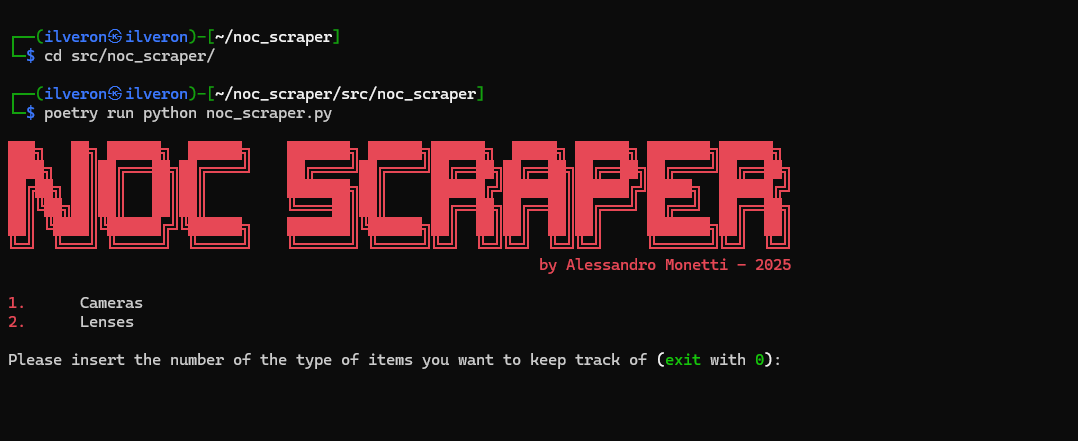 ┌──(ilveron㉿ilveron)-[~/noc_scraper]
└─$ cd src/noc_scraper/
┌──(ilveron㉿ilveron)-[~/noc_scraper/src/noc_scraper]
└─$ poetry run python noc_scraper.py
NOC SCRAPER
by Alessandro Monetti - 2025
1. Cameras
2. Lenses
Please insert the number of the type of items you want to keep track of (exit with 0):